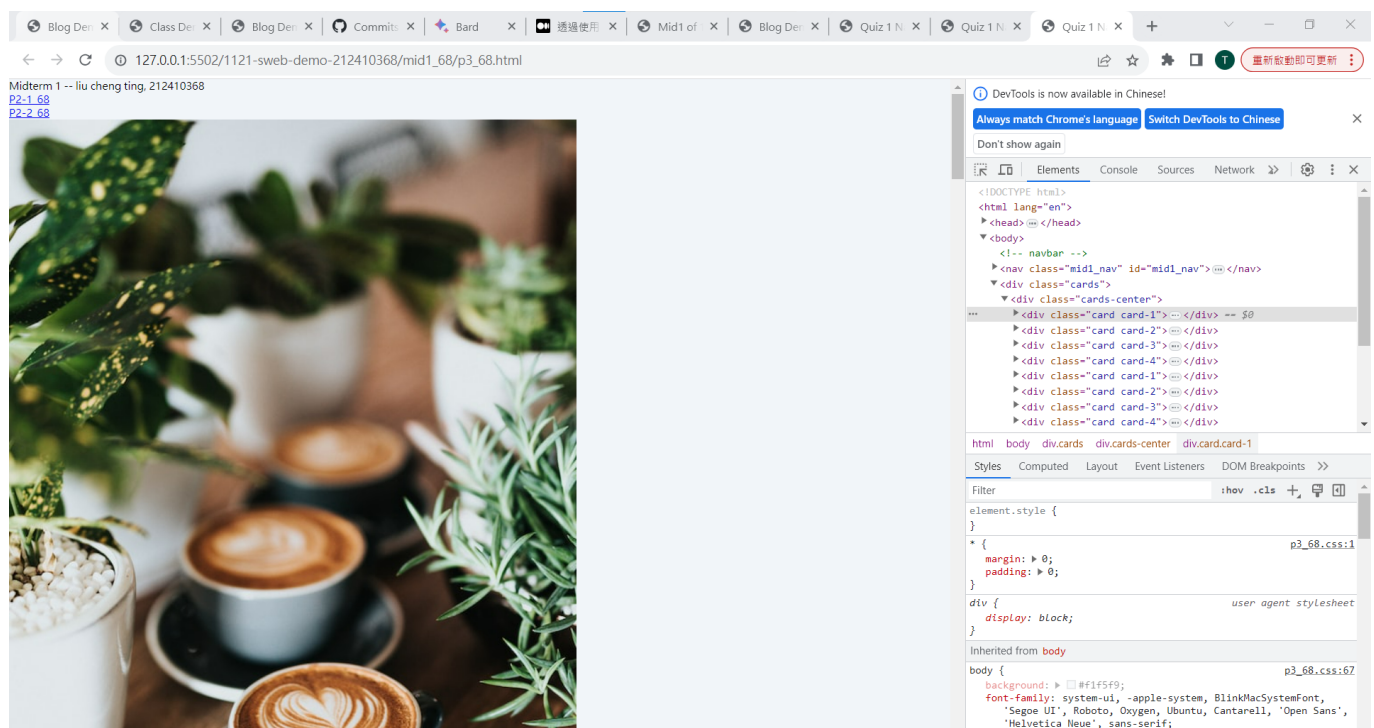 Blog Den
Class De
Blog Den
Commits
Bard
透過使用
Mid1 of
Blog Den
Quiz 1 N
Quiz 1 N
Quiz 1 N
127.0.0.1:5502/1121-sweb-demo-212410368/mid1_68/p3_68.html
T
重新啟動即可更新
Midterm 1 -- liu cheng ting, 212410368
P2-1_68
P2-2_68
DevTools is now available in Chinese!
Always match Chrome's language Switch DevTools to Chinese
Don't show again
Elements Console Sources Network
<!DOCTYPE html>
<html lang="en">
<head> … </head>
<body>
<!-- navbar -->
<nav class="mid1_nav" id="mid1_nav"> … </nav>
<div class="cards">
<div class="cards-center">
<div class="card card-1"> … </div> == $0
<div class="card card-2"> … </div>
<div class="card card-3"> … </div>
<div class="card card-4"> … </div>
<div class="card card-1"> … </div>
<div class="card card-2"> … </div>
<div class="card card-3"> … </div>
<div class="card card-4"> … </div>
html body div.cards div.cards-center div.card.card-1
Styles Computed Layout Event Listeners DOM Breakpoints
Filter :hov .cls
element.style {
}
* { p3_68.css:1
margin: 0;
padding: 0;
}
div { user agent stylesheet
display: block;
}
Inherited from body
body { p3_68.css:67
background: #f1f5f9;
font-family: system-ui, -apple-system, BlinkMacSystemFont,
'Segoe UI', Roboto, Oxygen, Ubuntu, Cantarell, 'Open Sans',
'Helvetica Neue', sans-serif;